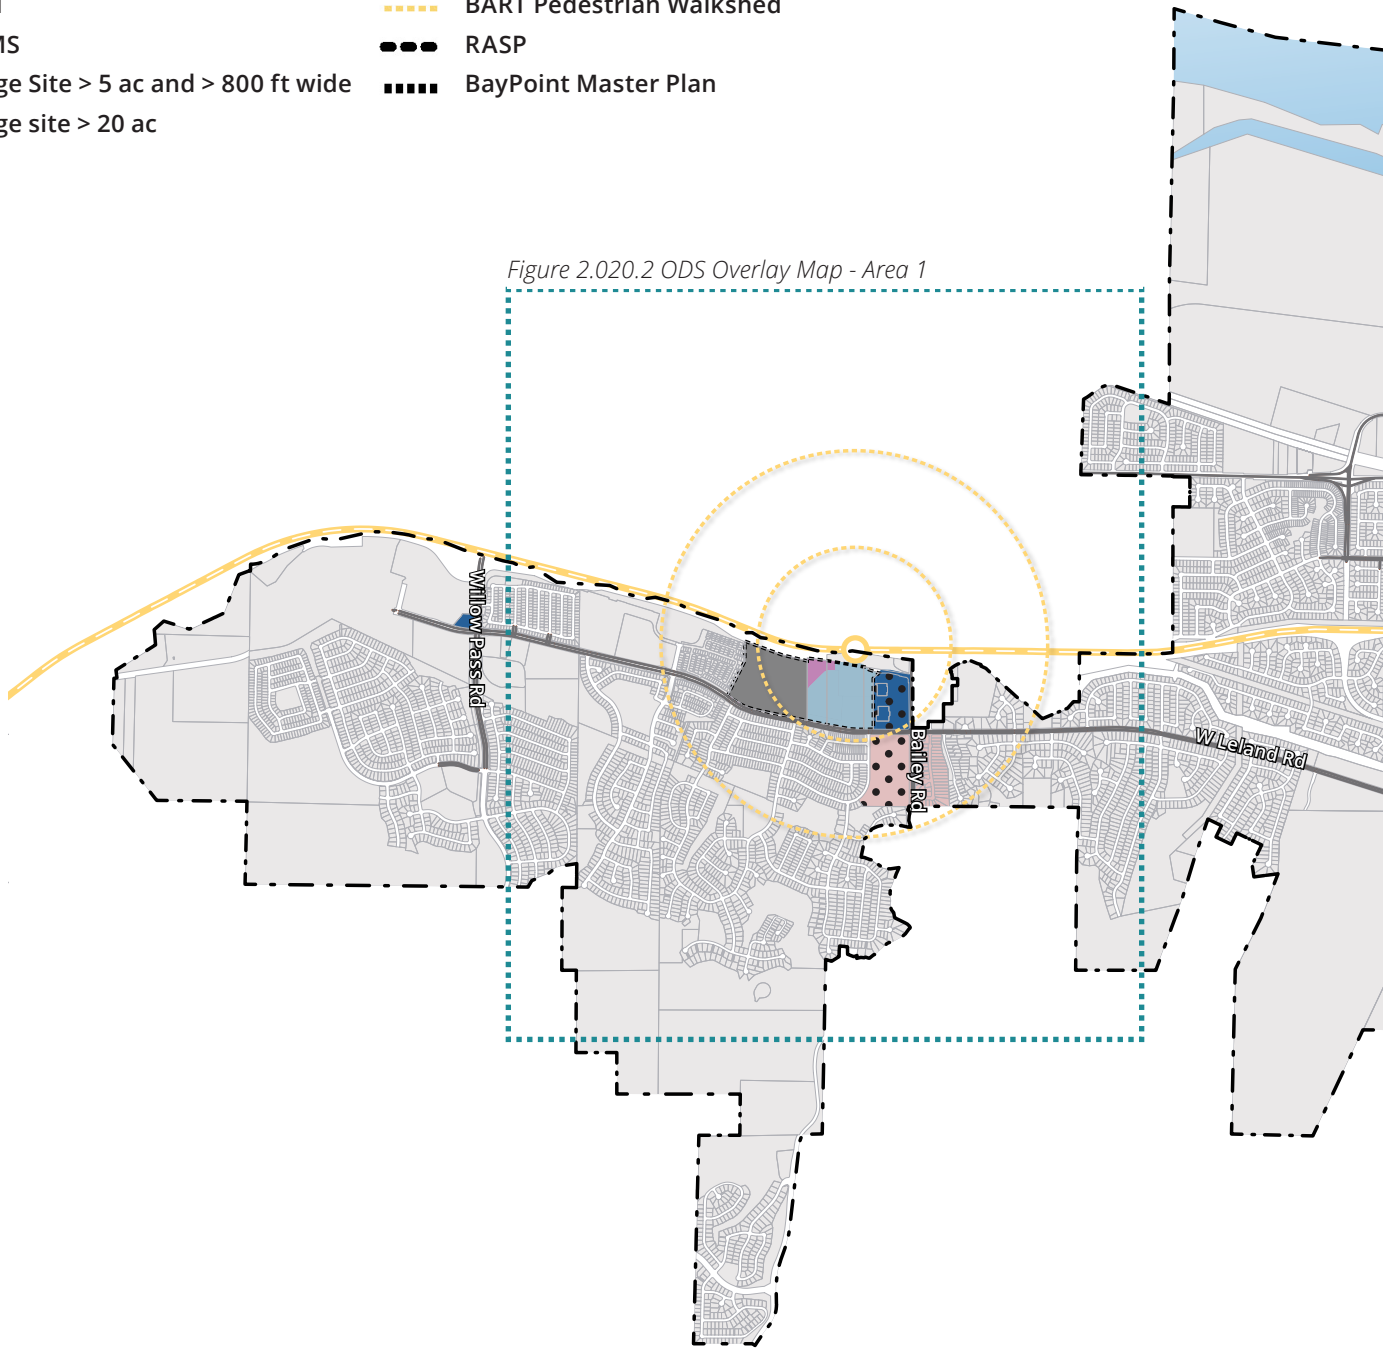 BART Pedestrian Walkshed
MS
RASP
ge Site > 5 ac and > 800 ft wide
BayPoint Master Plan
ge site > 20 ac
Figure 2.020.2 ODS Overlay Map - Area 1
Willow Pass Rd
Bailey Rd
W Leland Rd